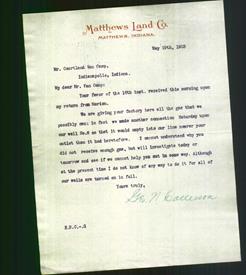 Matthews Land Co.
MATTHEWS, INDIANA.
May 19th, 1903
Mr. Courtland Van Camp,
Indianapolis, Indiana.
My dear Mr. Van Camp:
Your favor of the 18th inst. received this morning upon
my return from Marion.
We are giving your factory here all the gas that we
possibly can; in fact we made another connection Saturday upon
our well so that it would empty into our line nearer your
outlet than it had heretofore. I cannot understand why you
did not receive enough gas, but will investigate today or
tomorrow and see if we cannot help you out in some way. Although
at the present time I do not know of any way to do it for all of
our wells are turned on in full.
Yours truly,